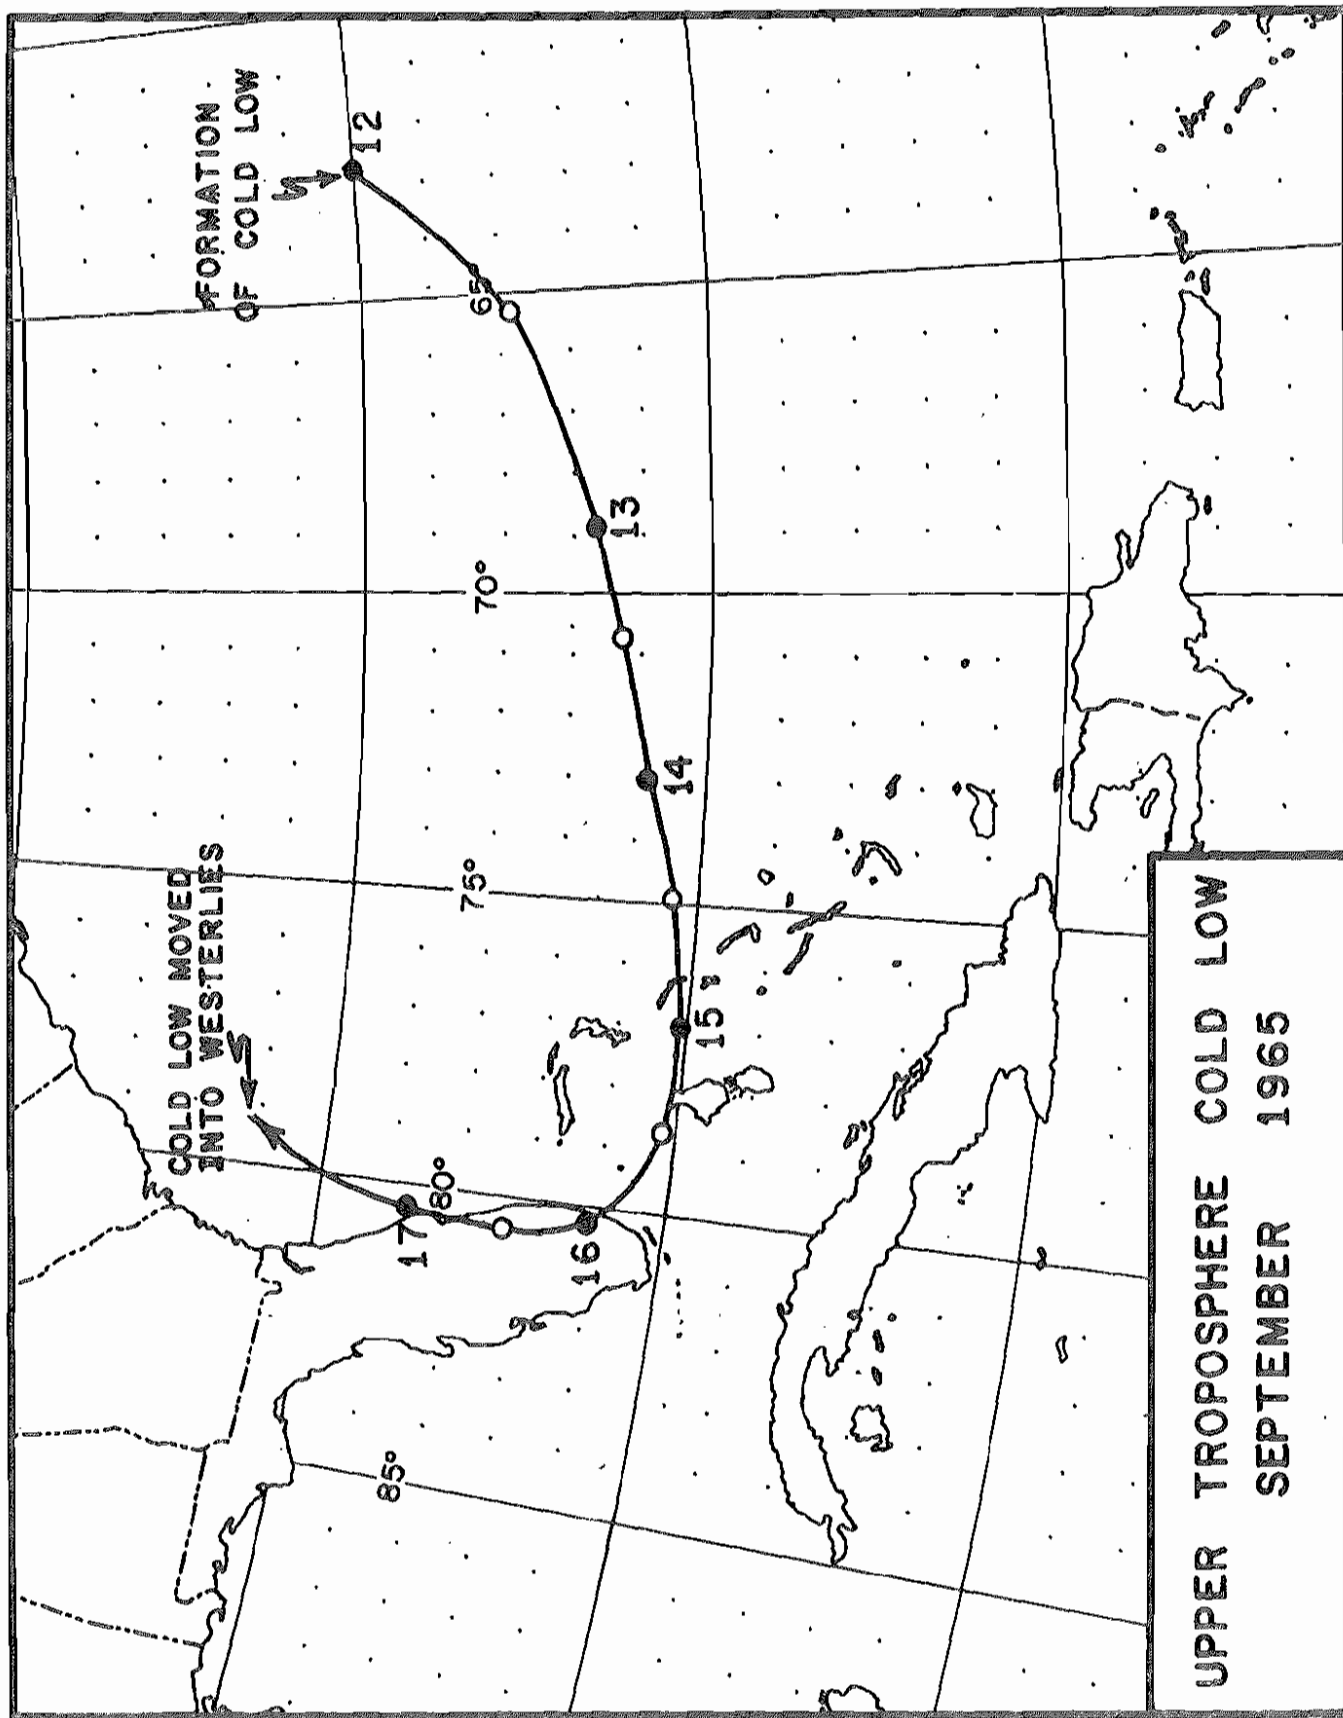 FORMATION
OF COLD LOW
12
65
13
70°
14
COLD LOW MOVED
INTO WESTERLIES
75°
15
80°
17
16
85°
UPPER TROPOSPHERE COLD LOW
SEPTEMBER 1965